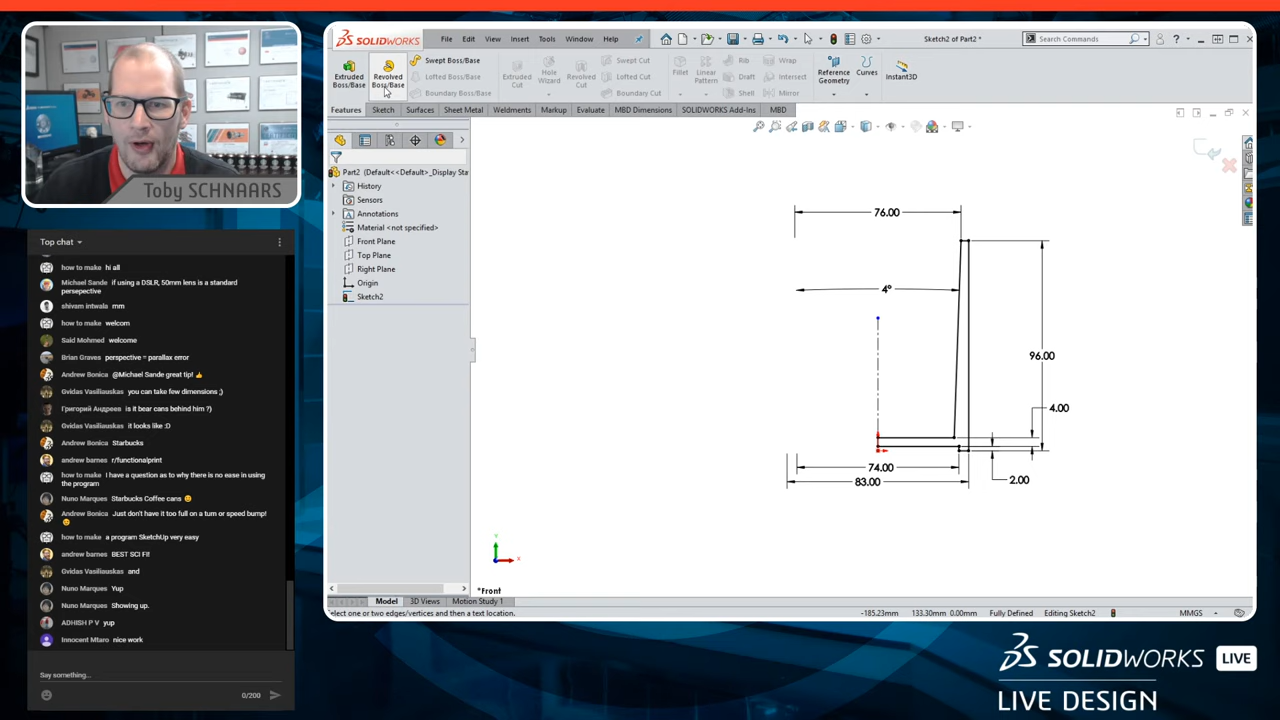 Toby SCHNAARS
Top chat
how to make hi all
Michael Sande if using a DSLR, 50mm lens is a standard
persepective
shivam intwala mm
how to make welcom
Said Mohmed welcome
Brian Graves perspective = parallax error
Andrew Bonica @Michael Sande great tip! 👍
Gvidas Vasiliauskas you can take few dimensions ;)
Григорий Андреев is it bear cans behind him ?)
Gvidas Vasiliauskas it looks like :D
Andrew Bonica Starbucks
andrew barnes r/functionalprint
how to make I have a question as to why there is no ease in using
the program
Nuno Marques Starbucks Coffee cans 🙂
Andrew Bonica Just don't have it too full on a turn or speed bump!
how to make a program SketchUp very easy
andrew barnes BEST SCI FI!
Gvidas Vasiliauskas and
Nuno Marques Yup
Nuno Marques Showing up.
ADHISH P V yup
Innocent Mtaro nice work
Say something...
0/200
SOLIDWORKS
File Edit View Insert Tools Window Help
Sketch2 of Part2 *
Search Commands
Extruded Boss/Base
Revolved Boss/Base
Swept Boss/Base
Lofted Boss/Base
Boundary Boss/Base
Extruded Cut
Hole Wizard
Revolved Cut
Swept Cut
Lofted Cut
Boundary Cut
Fillet
Linear Pattern
Rib
Draft
Shell
Wrap
Intersect
Mirror
Reference Geometry
Curves
Instant3D
Features Sketch Surfaces Sheet Metal Weldments Markup Evaluate MBD Dimensions SOLIDWORKS Add-Ins MBD
Part2 (Default<<Default>_Display Sta
History
Sensors
Annotations
Material <not specified>
Front Plane
Top Plane
Right Plane
Origin
Sketch2
76.00
4°
96.00
4.00
74.00
83.00
2.00
Y
X
*Front
Model 3D Views Motion Study 1
Select one or two edges/vertices and then a text location.
-185.23mm 133.30mm 0.00mm Fully Defined Editing Sketch2 MMGS
SOLIDWORKS LIVE
LIVE DESIGN